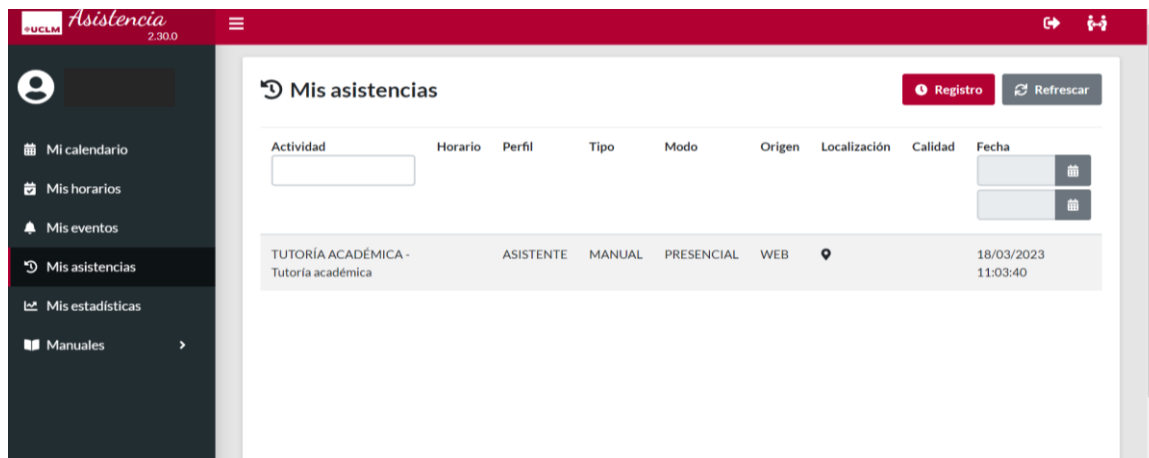 UCLM Asistencia
2.30.0
Mi calendario
Mis horarios
Mis eventos
Mis asistencias
Mis estadísticas
Manuales
Mis asistencias
Registro
Refrescar
Actividad Horario Perfil Tipo Modo Origen Localización Calidad Fecha
TUTORÍA ACADÉMICA - ASISTENTE MANUAL PRESENCIAL WEB 18/03/2023
Tutoría académica 11:03:40